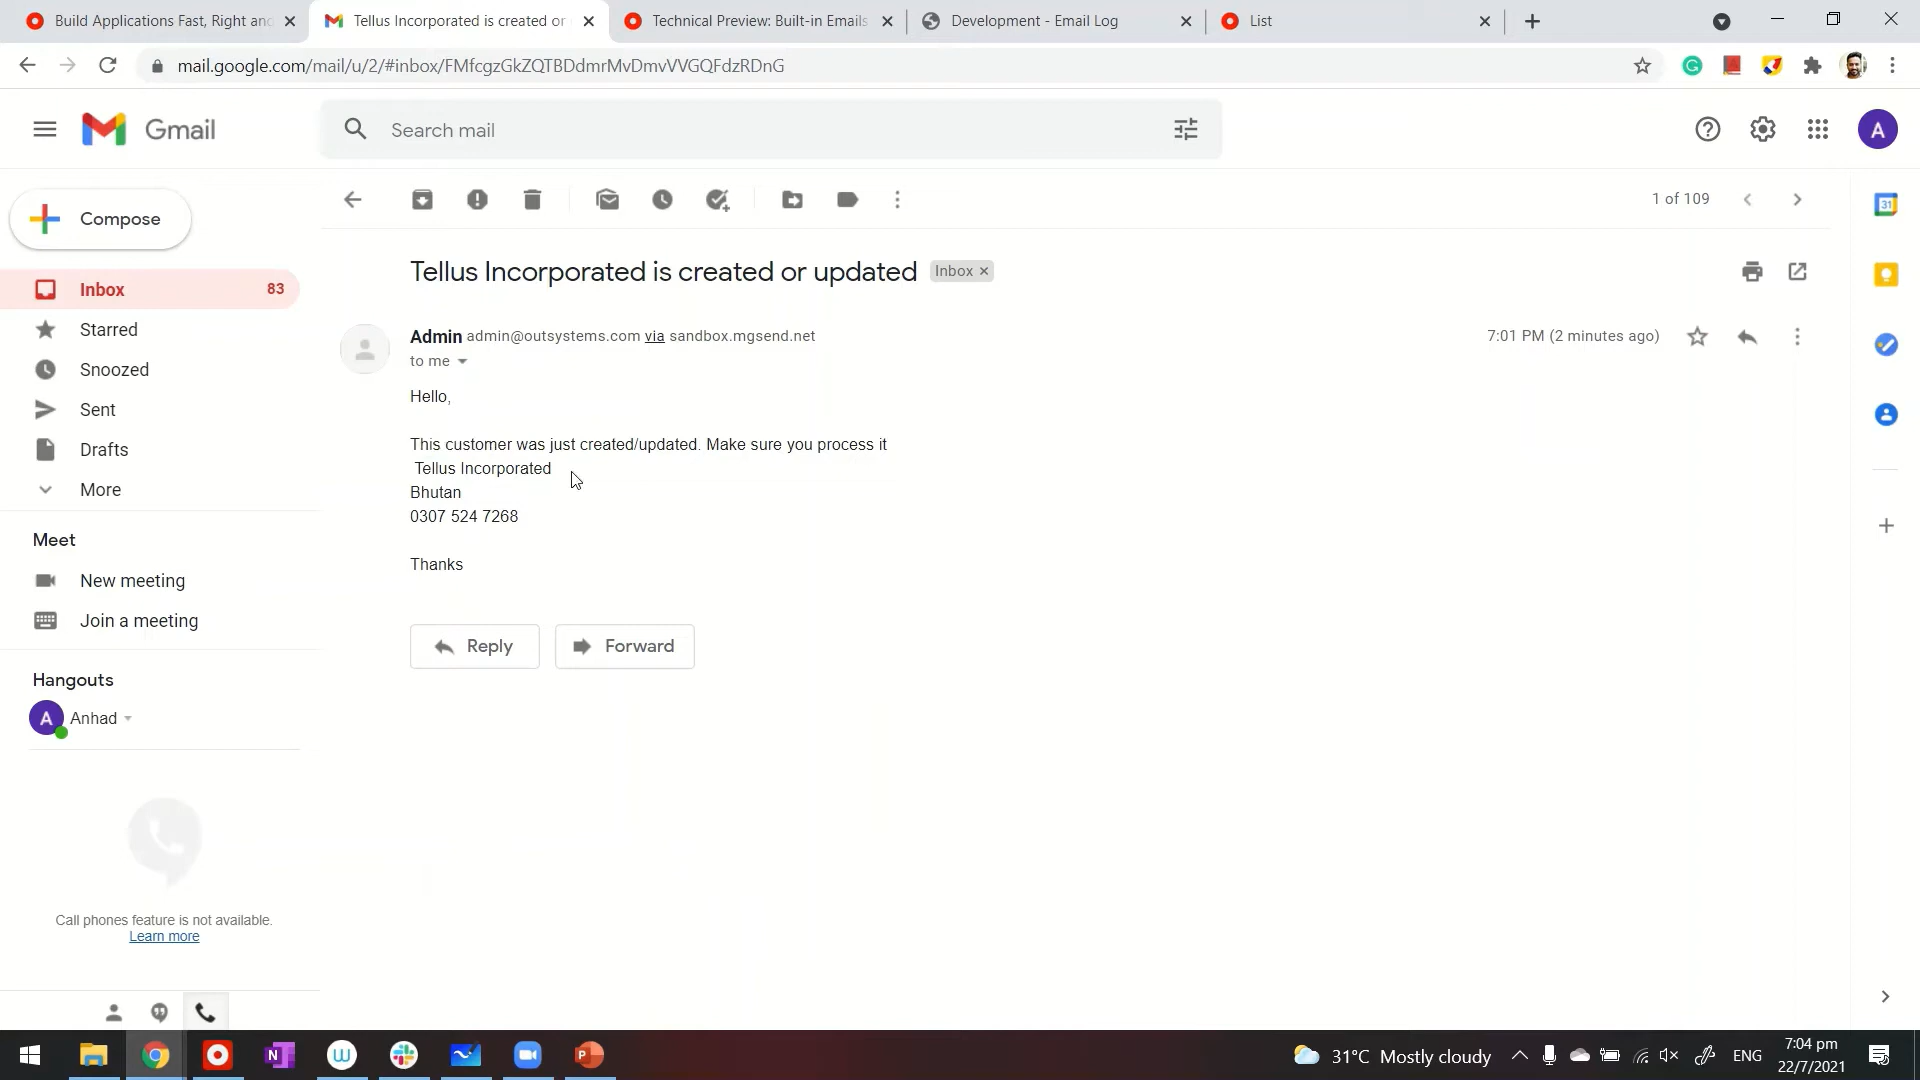 Build Applications Fast, Right and
Tellus Incorporated is created or
Technical Preview: Built-in Emails
Development - Email Log
List
mail.google.com/mail/u/2/#inbox/FMfcgzGkZQTBDdmrMvDmvVVGQFdzRDnG
Gmail
Search mail
A
Compose
1 of 109
Tellus Incorporated is created or updated
Inbox ×
Inbox 83
Starred
Snoozed
Sent
Drafts
More
Admin admin@outsystems.com via sandbox.mgsend.net
7:01 PM (2 minutes ago)
to me
Hello,
This customer was just created/updated. Make sure you process it
Tellus Incorporated
Bhutan
0307 524 7268
Thanks
Reply
Forward
Meet
New meeting
Join a meeting
Hangouts
A Anhad
Call phones feature is not available.
Learn more
31°C Mostly cloudy
ENG
7:04 pm
22/7/2021